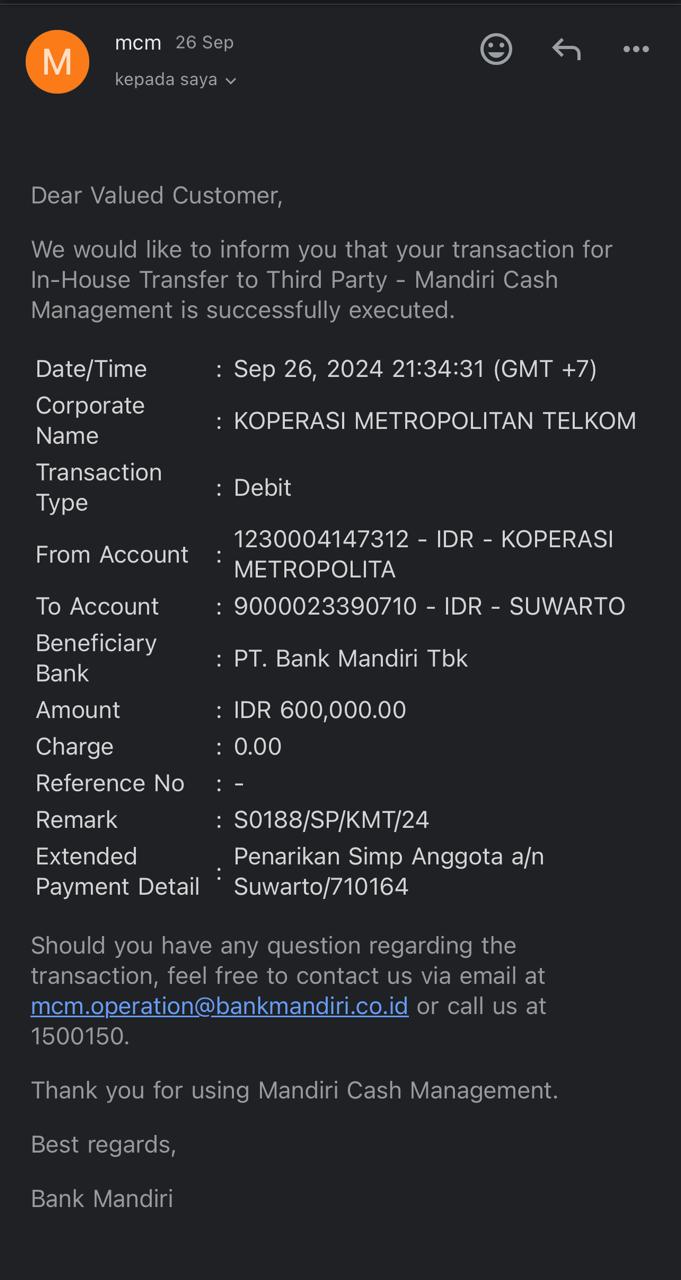 M
mcm 26 Sep
kepada saya
Dear Valued Customer,
We would like to inform you that your transaction for
In-House Transfer to Third Party - Mandiri Cash
Management is successfully executed.
Date/Time : Sep 26, 2024 21:34:31 (GMT +7)
Corporate
Name : KOPERASI METROPOLITAN TELKOM
Transaction
Type : Debit
From Account : 1230004147312 - IDR - KOPERASI
METROPOLITA
To Account : 9000023390710 - IDR - SUWARTO
Beneficiary
Bank : PT. Bank Mandiri Tbk
Amount : IDR 600,000.00
Charge : 0.00
Reference No : -
Remark : S0188/SP/KMT/24
Extended Payment Detail : Penarikan Simp Anggota a/n
Suwarto/710164
Should you have any question regarding the
transaction, feel free to contact us via email at
mcm.operation@bankmandiri.co.id or call us at
1500150.
Thank you for using Mandiri Cash Management.
Best regards,
Bank Mandiri